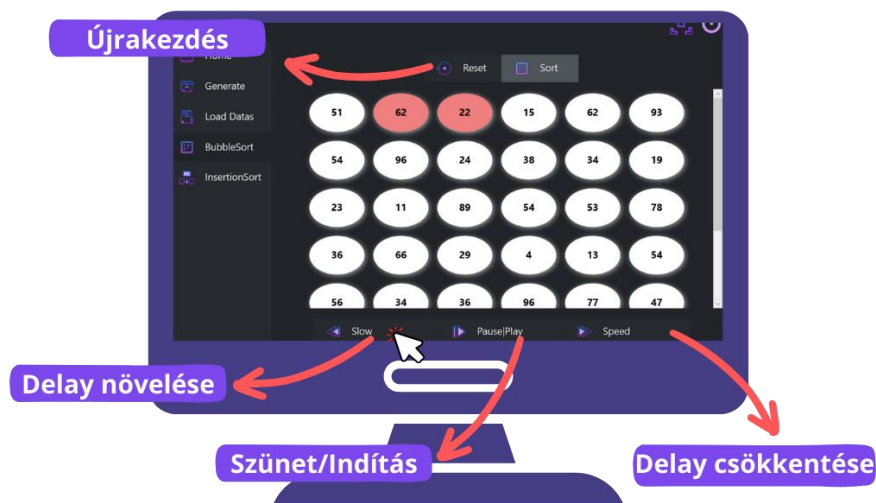 Újrakezdés
Home
Reset
Sort
Generate
Load Datas
BubbleSort
InsertionSort
51 62 22 15 62 93
54 96 24 38 34 19
23 11 89 54 53 78
36 66 29 4 13 54
56 34 36 96 77 47
Slow
Pause|Play
Speed
Delay növelése
Szünet/Indítás
Delay csökkentése